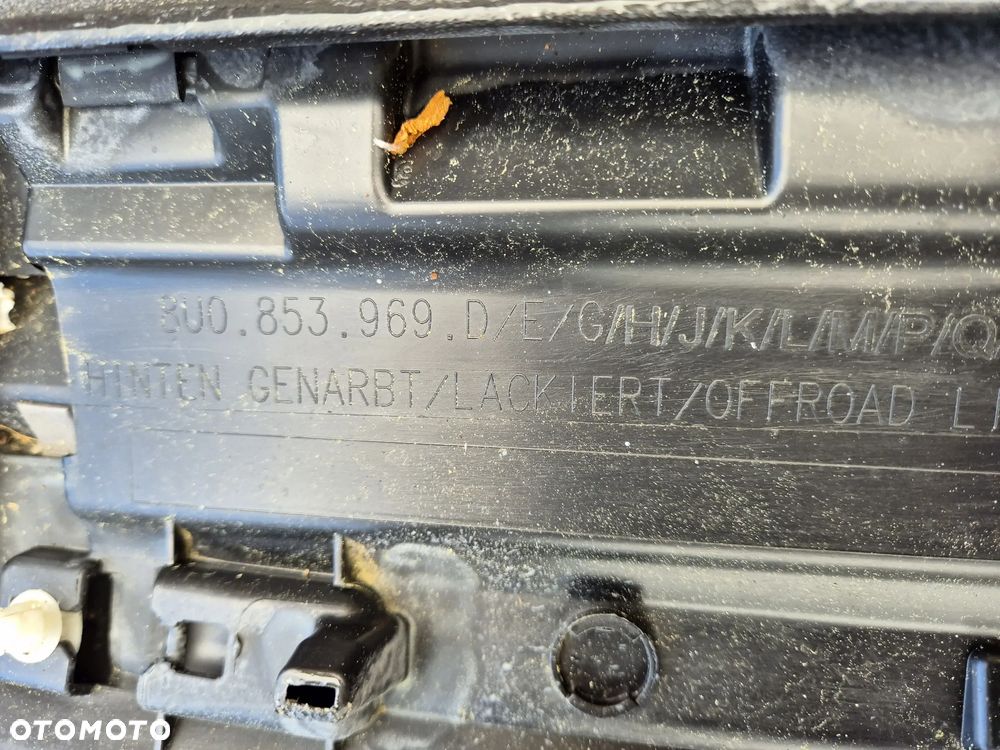 8U0.853.969.D/E/G/H/J/K/L/M/P/Q
HINTEN GENARBT/LACKIERT/OFFROAD
OTOMOTO